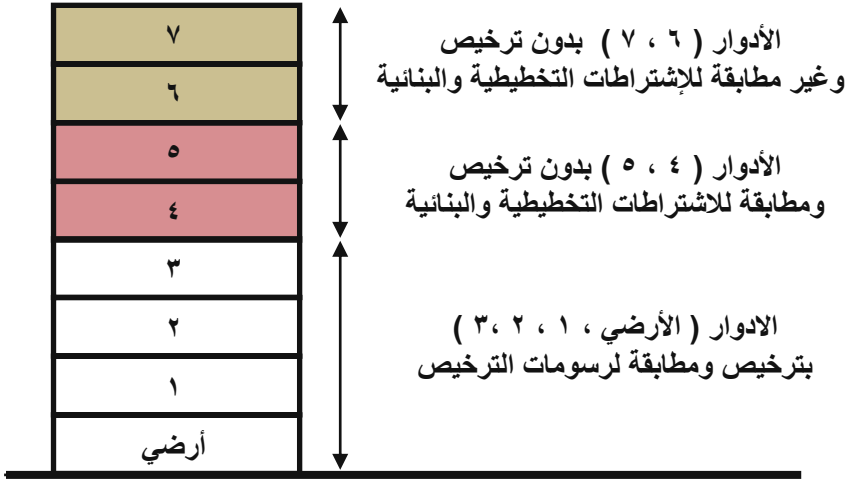 ٧
الأدوار ( ٦ ، ٧ ) بدون ترخيص
وغير مطابقة للإشتراطات التخطيطية والبنائية
٦
٥
الأدوار ( ٤ ، ٥ ) بدون ترخيص
ومطابقة للاشتراطات التخطيطية والبنائية
٤
٣
٢
الادوار ( الأرضي ، ١ ، ٢ ،٣ )
بترخيص ومطابقة لرسومات الترخيص
١
أرضي